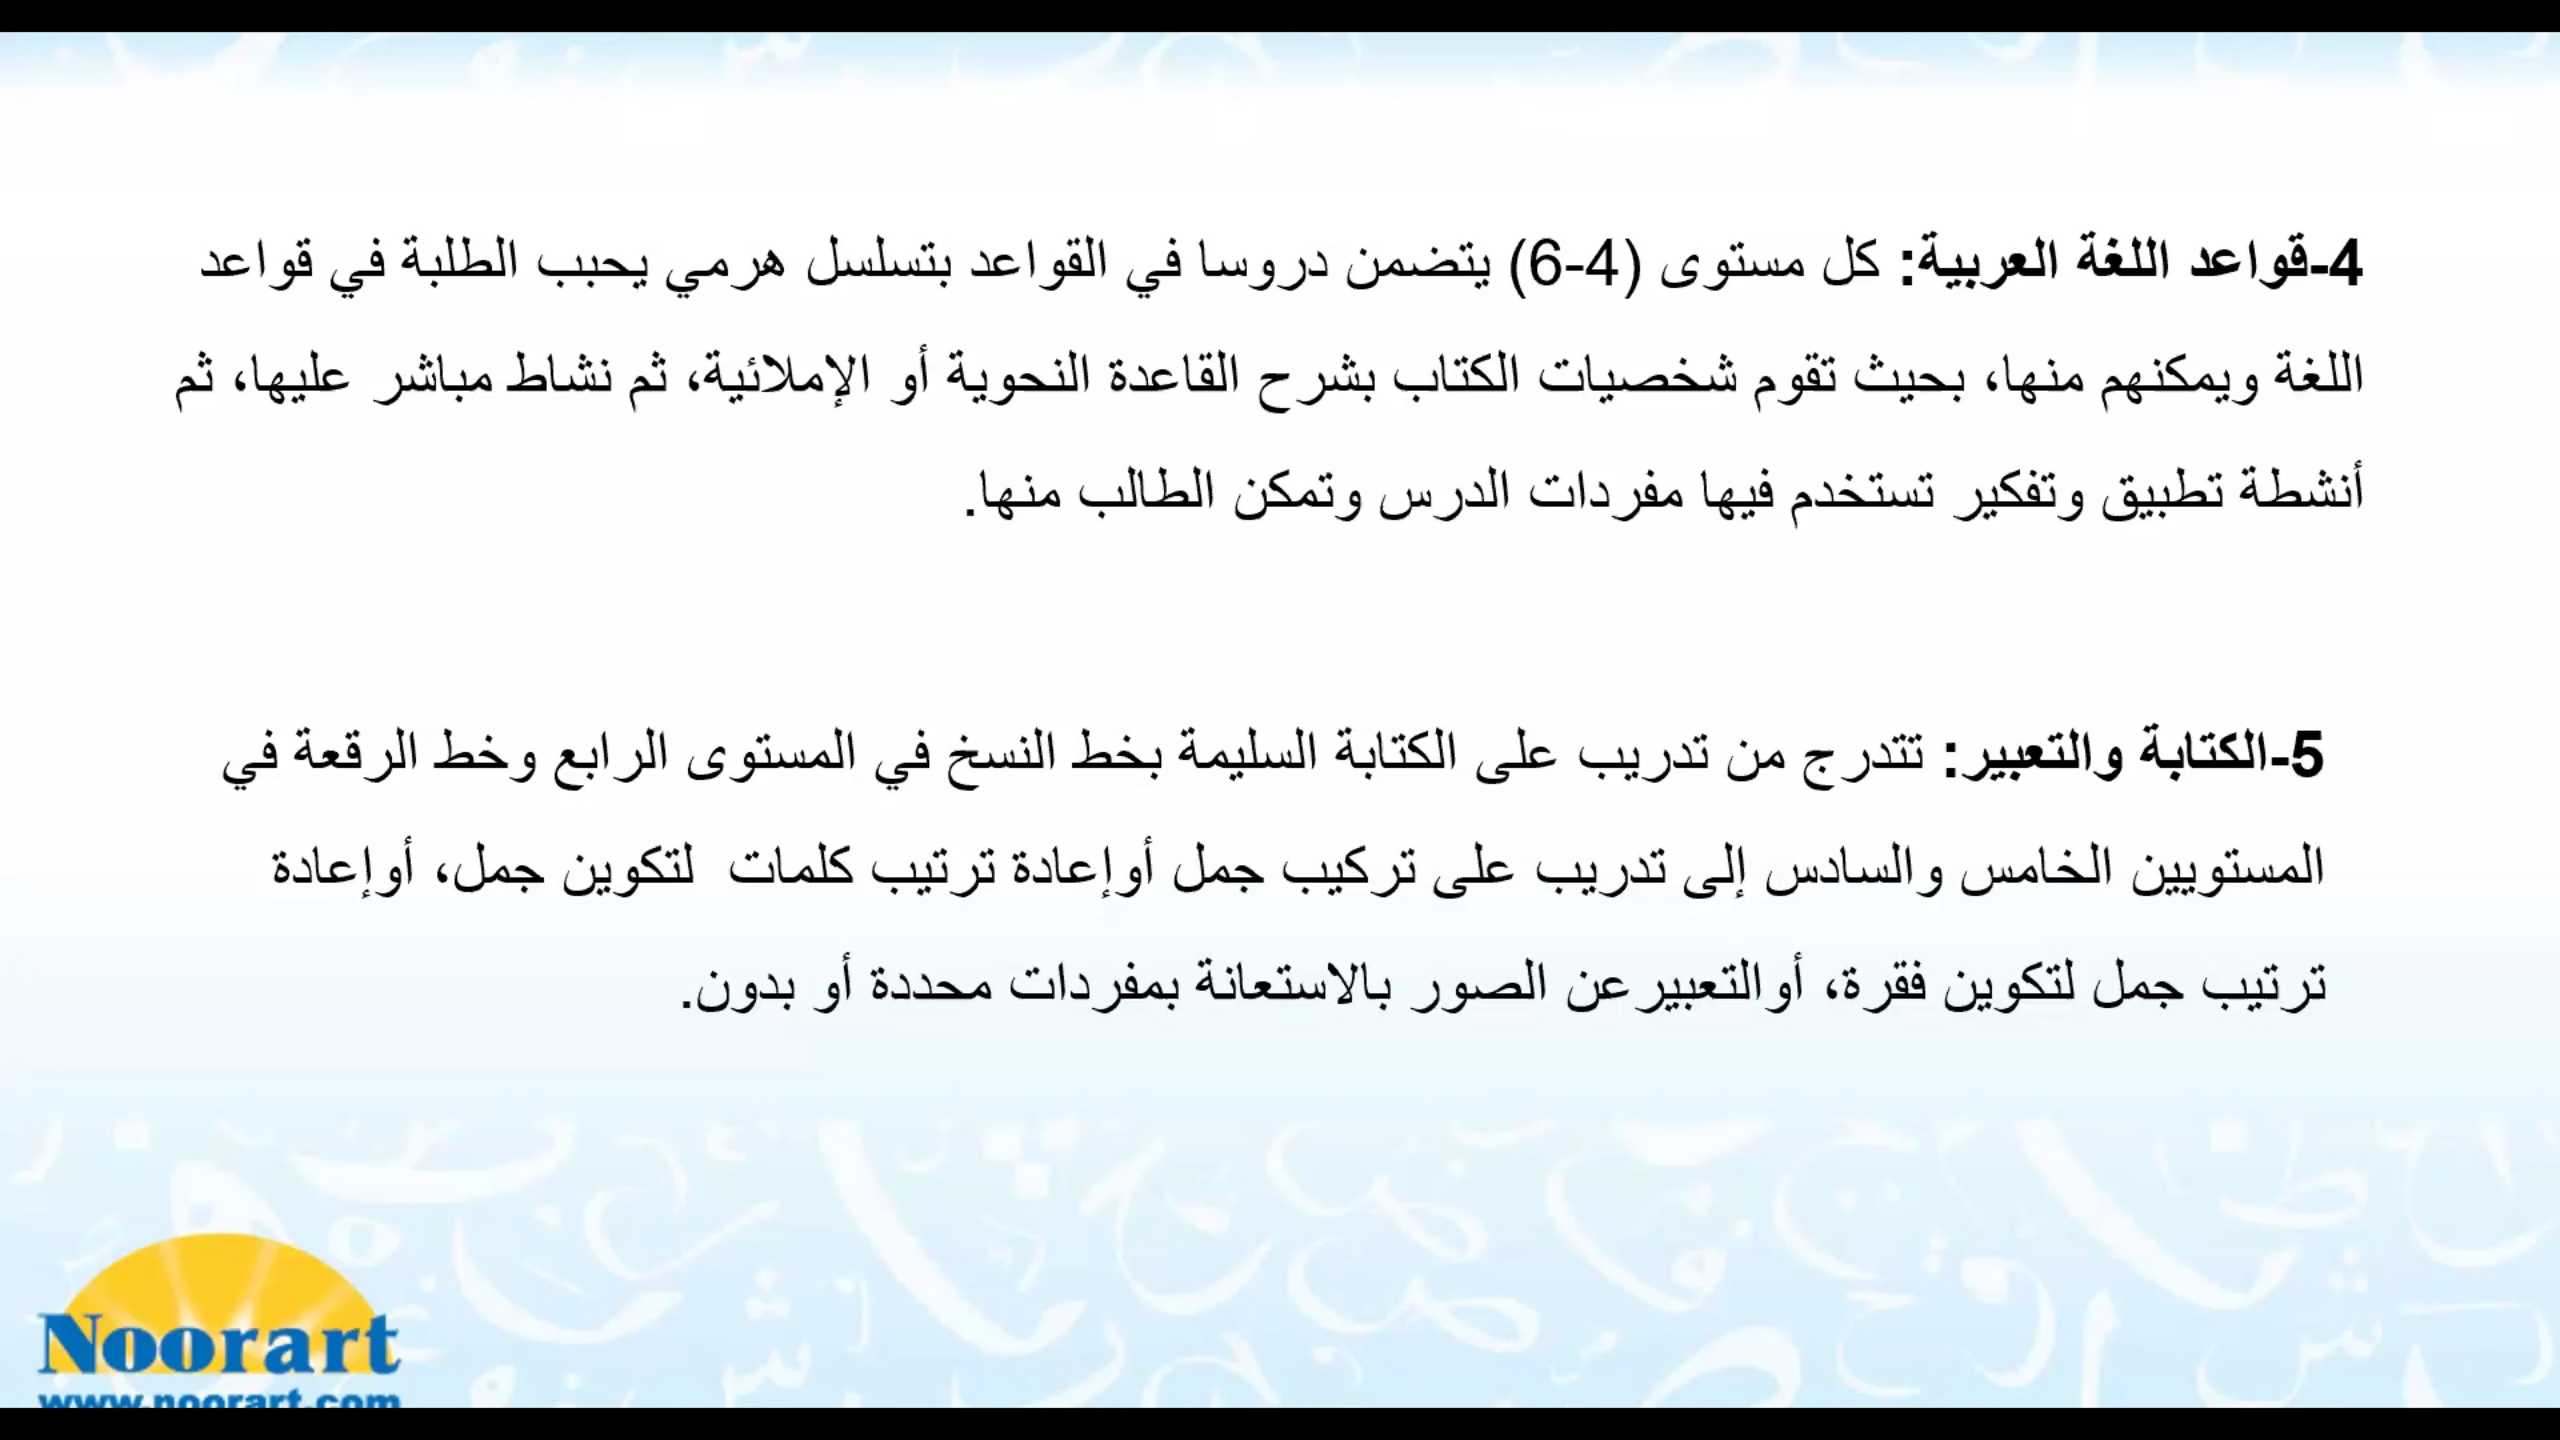 4-قواعد اللغة العربية: كل مستوى (4-6) يتضمن دروسا في القواعد بتسلسل هرمي يحبب الطلبة في قواعد
اللغة ويمكنهم منها، بحيث تقوم شخصيات الكتاب بشرح القاعدة النحوية أو الإملائية، ثم نشاط مباشر عليها، ثم
أنشطة تطبيق وتفكير تستخدم فيها مفردات الدرس وتمكن الطالب منها.
5-الكتابة والتعبير: تتدرج من تدريب على الكتابة السليمة بخط النسخ في المستوى الرابع وخط الرقعة في
المستويين الخامس والسادس إلى تدريب على تركيب جمل أوإعادة ترتيب كلمات  لتكوين جمل، أوإعادة
ترتيب جمل لتكوين فقرة، أوالتعبيرعن الصور بالاستعانة بمفردات محددة أو بدون.
Noorart
www.noorart.com